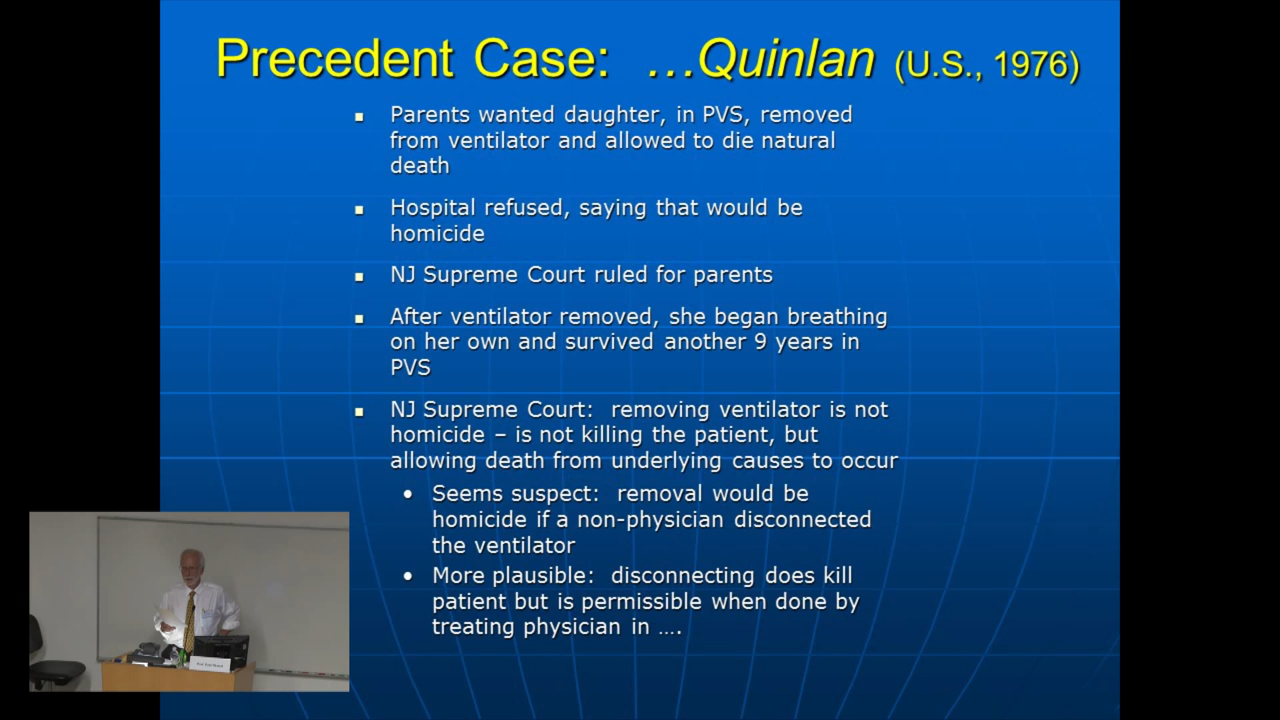 Precedent Case: …Quinlan (U.S., 1976)
▪ Parents wanted daughter, in PVS, removed
from ventilator and allowed to die natural
death
▪ Hospital refused, saying that would be
homicide
▪ NJ Supreme Court ruled for parents
▪ After ventilator removed, she began breathing
on her own and survived another 9 years in
PVS
▪ NJ Supreme Court: removing ventilator is not
homicide – is not killing the patient, but
allowing death from underlying causes to occur
• Seems suspect: removal would be
homicide if a non-physician disconnected
the ventilator
• More plausible: disconnecting does kill
patient but is permissible when done by
treating physician in ….